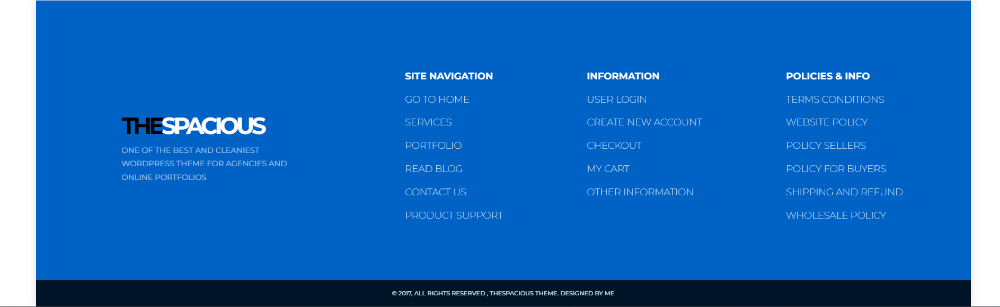 THESPACIOUS
ONE OF THE BEST AND CLEANIEST
WORDPRESS THEME FOR AGENCIES AND
ONLINE PORTFOLIOS
SITE NAVIGATION
GO TO HOME
SERVICES
PORTFOLIO
READ BLOG
CONTACT US
PRODUCT SUPPORT
INFORMATION
USER LOGIN
CREATE NEW ACCOUNT
CHECKOUT
MY CART
OTHER INFORMATION
POLICIES & INFO
TERMS CONDITIONS
WEBSITE POLICY
POLICY SELLERS
POLICY FOR BUYERS
SHIPPING AND REFUND
WHOLESALE POLICY
© 2017, ALL RIGHTS RESERVED , THESPACIOUS THEME. DESIGNED BY ME